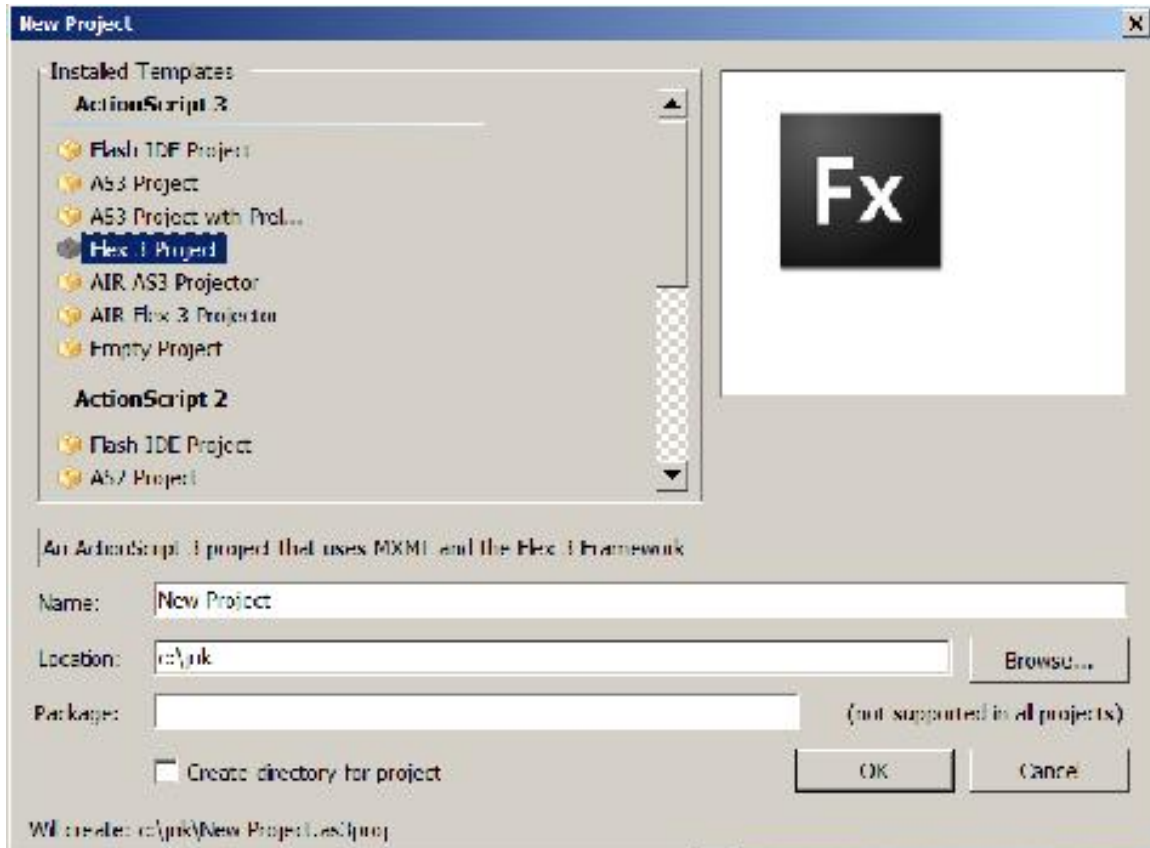 New Project
Instaled Templates
ActionScript 3
Flash IDE Project
AS3 Project
AS3 Project with Prel...
Flex 3 Project
AIR AS3 Projector
AIR Flex 3 Projector
Empty Project
ActionScript 2
Flash IDE Project
AS2 Project
Fx
An ActionScript 3 project that uses MXML and the Flex 3 Framework
Name:
New Project
Location:
Browse...
Package:
(not supported in all projects)
Create directory for project
OK
Cancel
Will create: